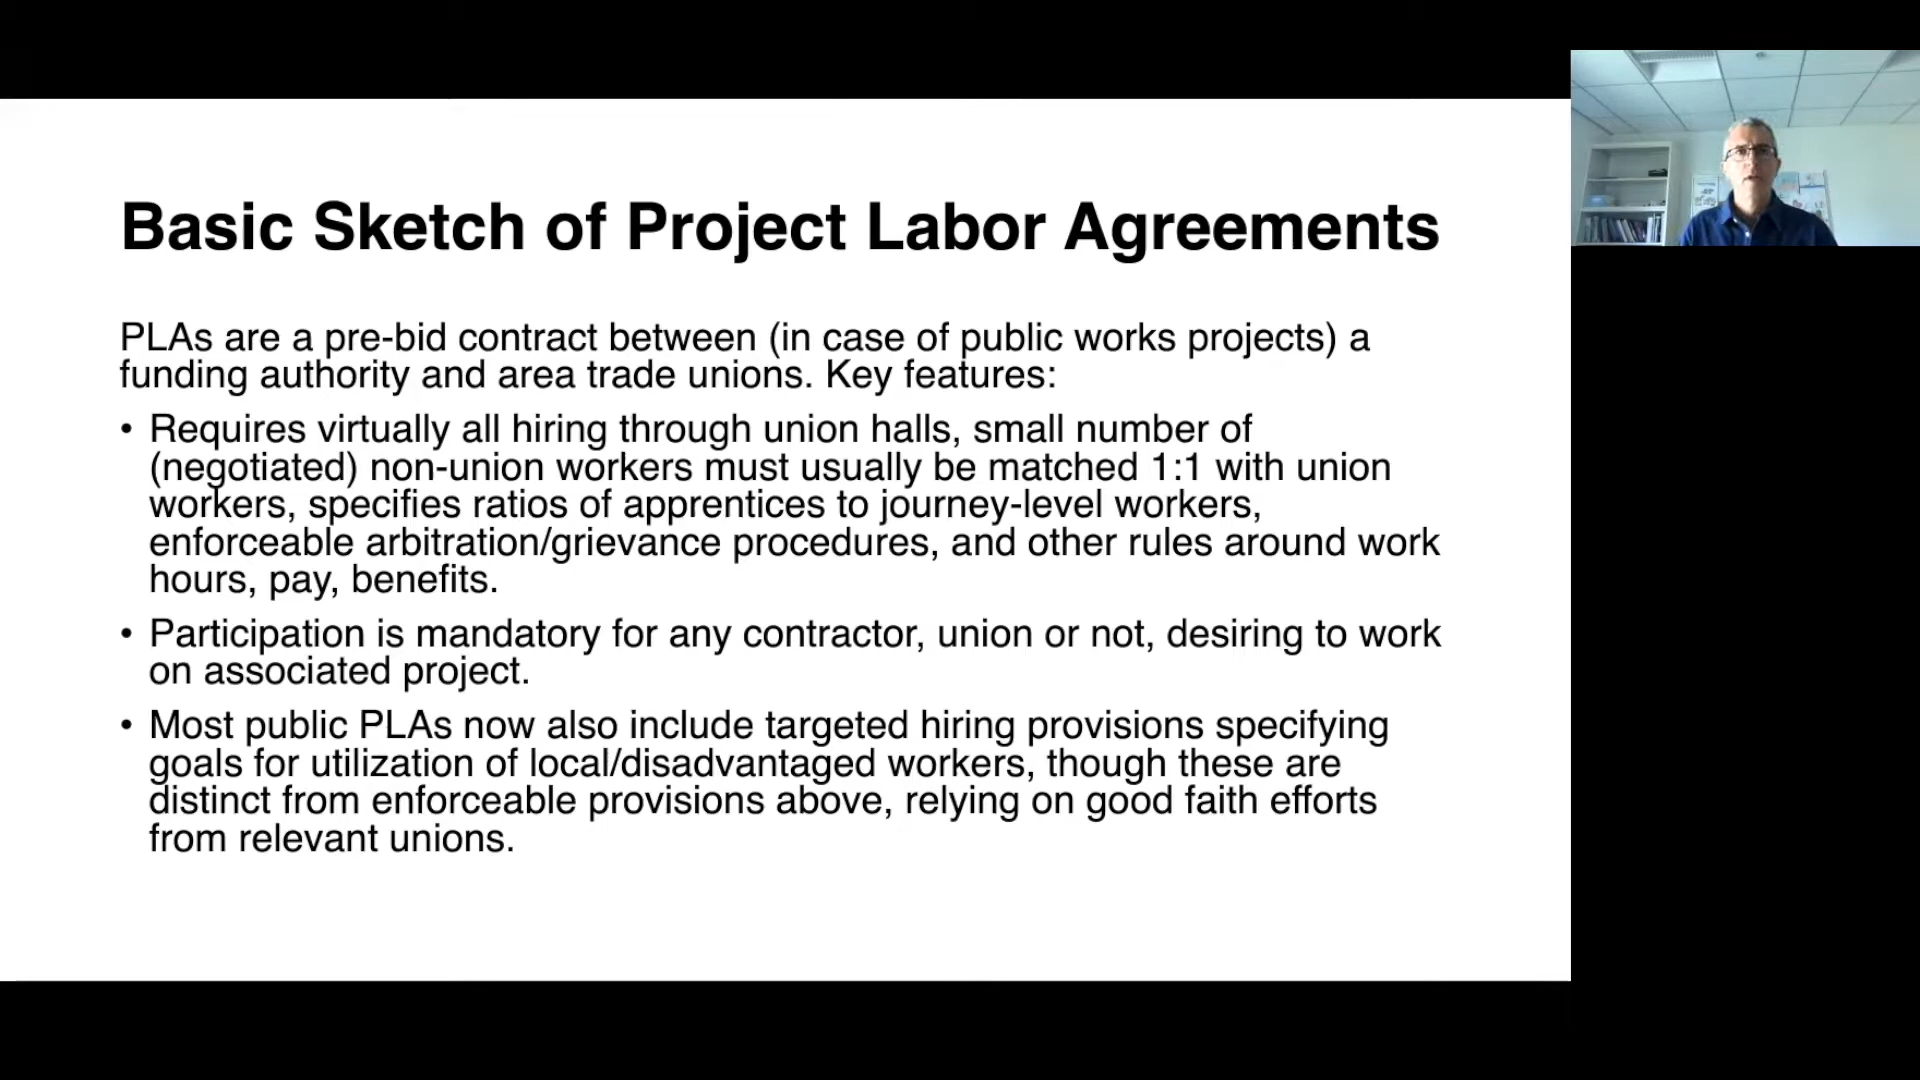 Basic Sketch of Project Labor Agreements
PLAs are a pre-bid contract between (in case of public works projects) a
funding authority and area trade unions. Key features:
• Requires virtually all hiring through union halls, small number of
(negotiated) non-union workers must usually be matched 1:1 with union
workers, specifies ratios of apprentices to journey-level workers,
enforceable arbitration/grievance procedures, and other rules around work
hours, pay, benefits.
• Participation is mandatory for any contractor, union or not, desiring to work
on associated project.
• Most public PLAs now also include targeted hiring provisions specifying
goals for utilization of local/disadvantaged workers, though these are
distinct from enforceable provisions above, relying on good faith efforts
from relevant unions.